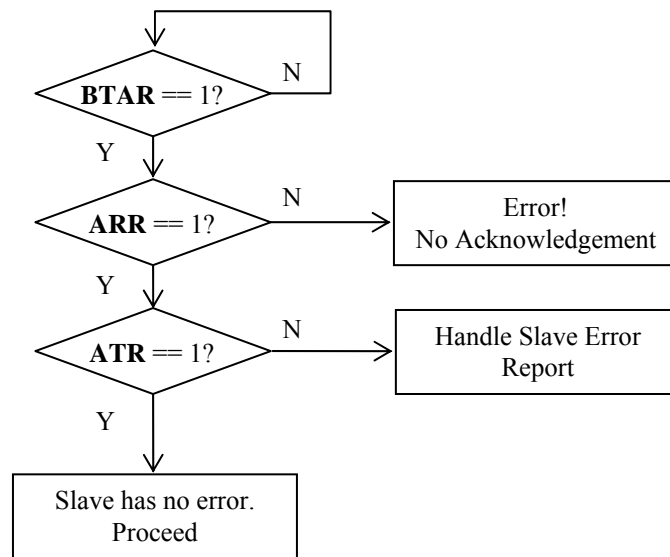 N
BTAR == 1?
Y
N
ARR == 1?
Error!
No Acknowledgement
Y
N
ATR == 1?
Handle Slave Error
Report
Y
Slave has no error.
Proceed